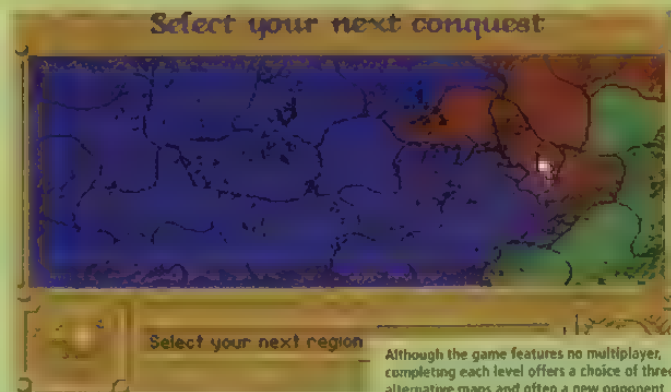 Select your next conquest
Select your next region
Although the game features no multiplayer,
completing each level offers a choice of three
alternative maps and often a new opponent